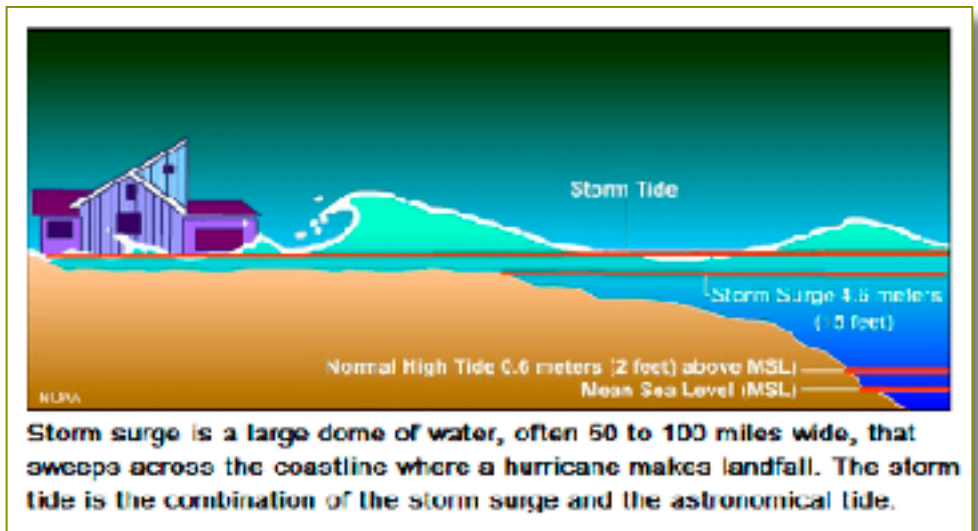 Storm Tide
Storm Surge 4.6 meters
(15 feet)
Normal High Tide 0.6 meters (2 feet) above MSL)
Mean Sea Level (MSL)
NOAA
Storm surge is a large dome of water, often 50 to 100 miles wide, that
sweeps across the coastline where a hurricane makes landfall. The storm
tide is the combination of the storm surge and the astronomical tide.